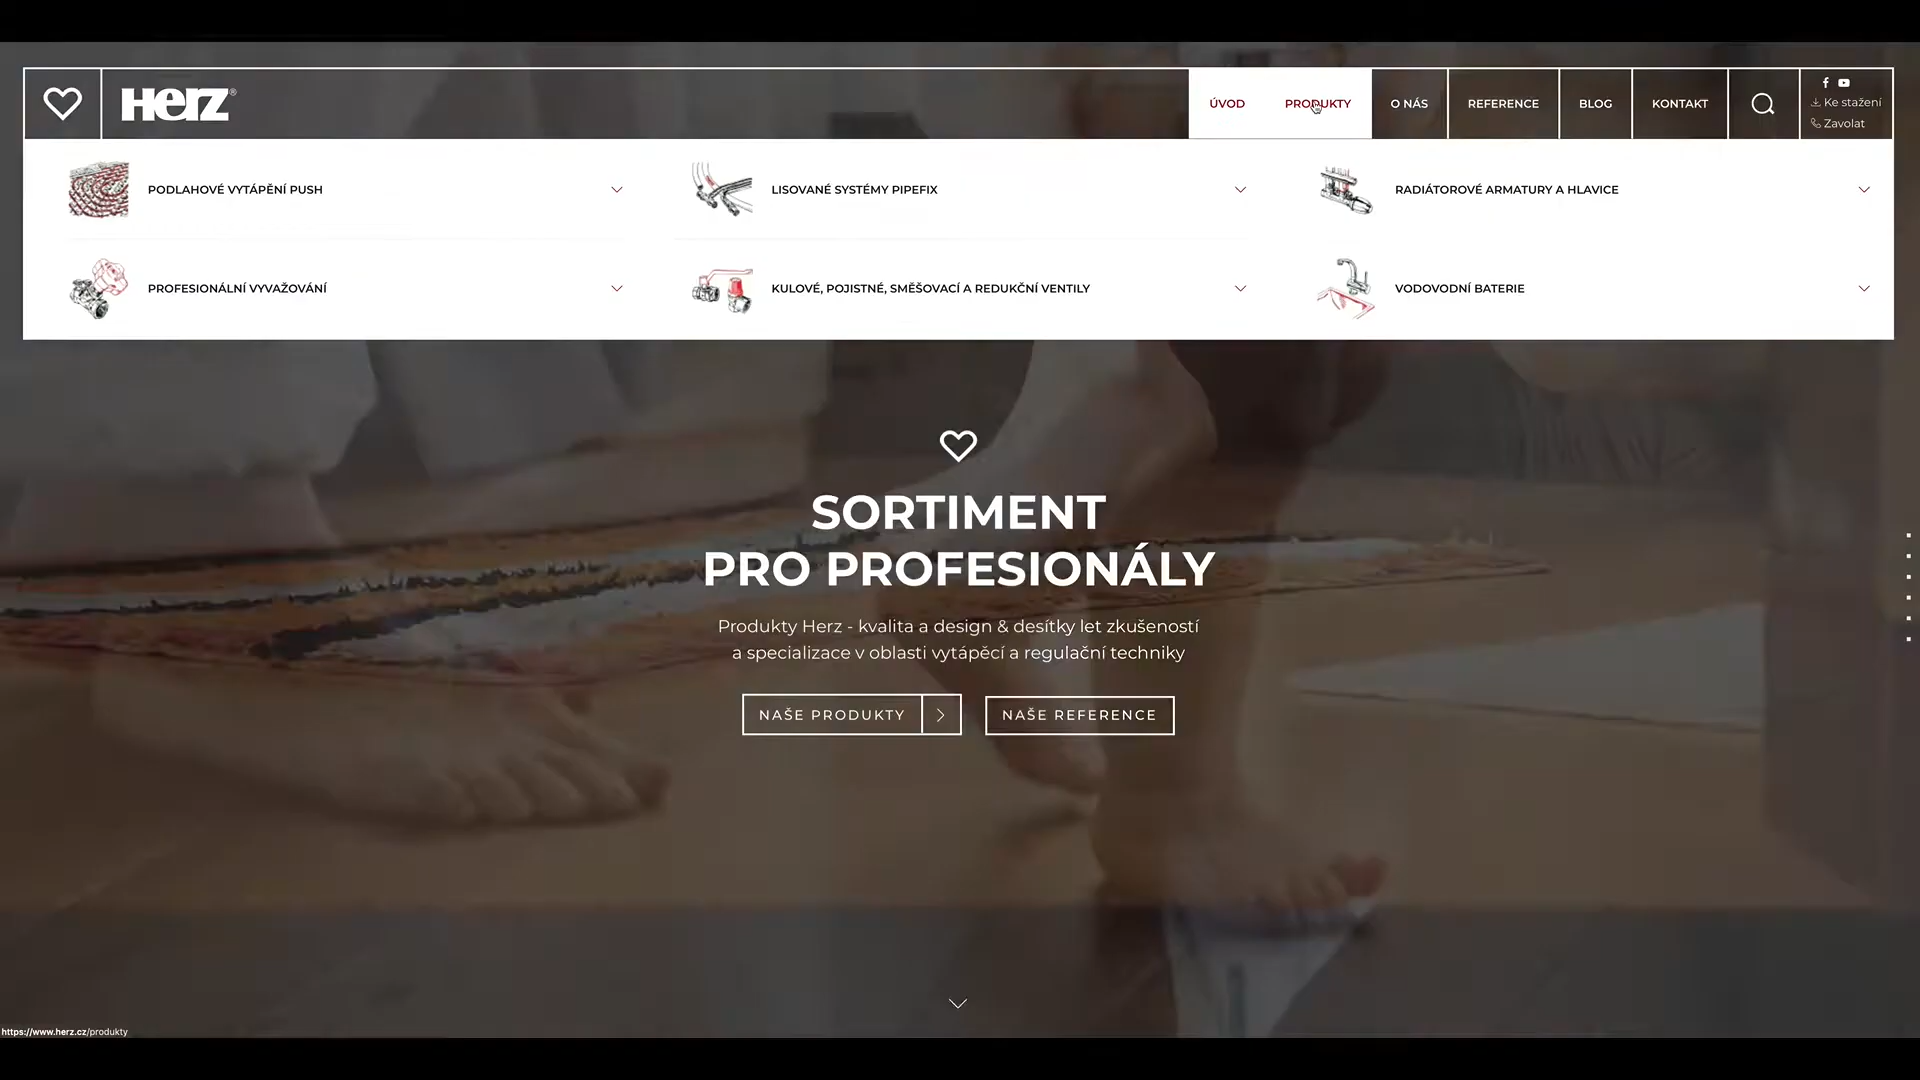 HERZ®
ÚVOD
PRODUKTY
O NÁS
REFERENCE
BLOG
KONTAKT
Ke stažení
Zavolat
PODLAHOVÉ VYTÁPĚNÍ PUSH
LISOVANÉ SYSTÉMY PIPEFIX
RADIÁTOROVÉ ARMATURY A HLAVICE
PROFESIONÁLNÍ VYVAŽOVÁNÍ
KULOVÉ, POJISTNÉ, SMĚŠOVACÍ A REDUKČNÍ VENTILY
VODOVODNÍ BATERIE
SORTIMENT
PRO PROFESIONÁLY
Produkty Herz - kvalita a design & desítky let zkušeností
a specializace v oblasti vytápěcí a regulační techniky
NAŠE PRODUKTY
NAŠE REFERENCE
https://www.herz.cz/produkty